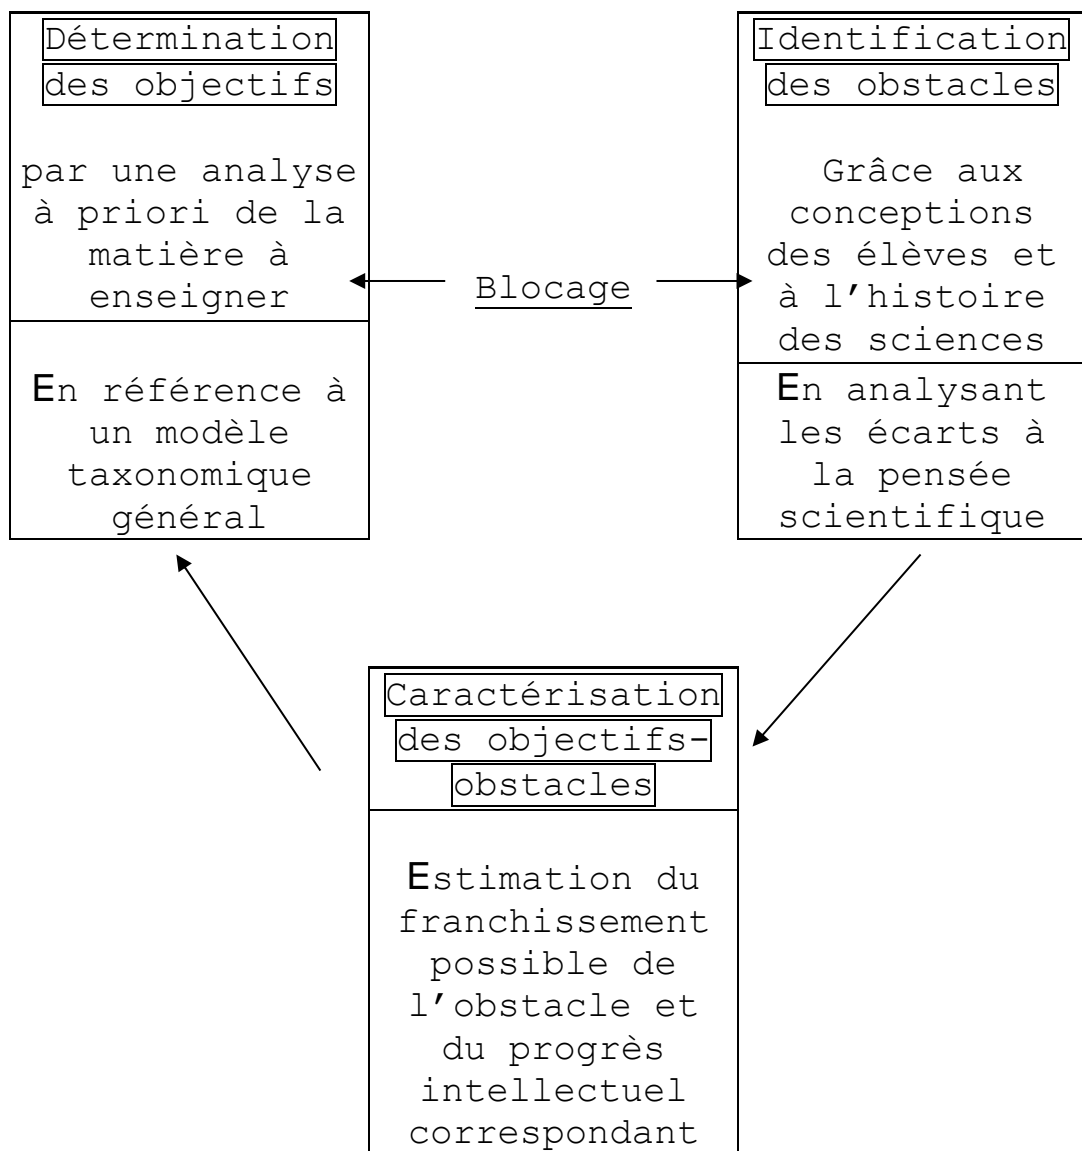 Détermination
des objectifs
par une analyse
à priori de la
matière à
enseigner
En référence à
un modèle
taxonomique
général
Blocage
Identification
des obstacles
Grâce aux
conceptions
des élèves et
à l’histoire
des sciences
En analysant
les écarts à
la pensée
scientifique
Caractérisation
des objectifs-
obstacles
Estimation du
franchissement
possible de
l’obstacle et
du progrès
intellectuel
correspondant